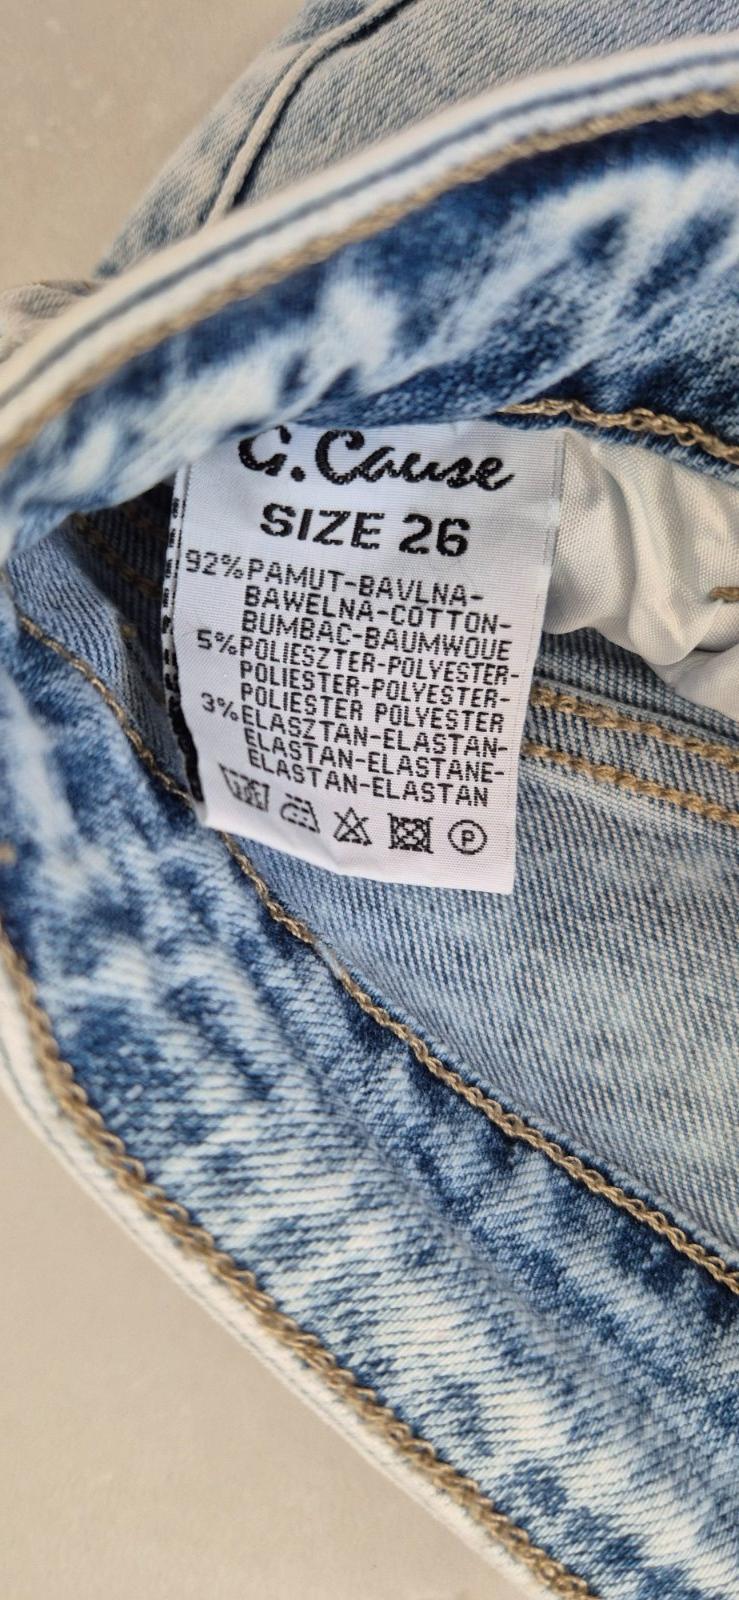 G.Cause
SIZE 26
92% PAMUT-BAVLNA-
BAWELNA-COTTON-
BUMBAC-BAUMWOUE
5% POLIESZTER-POLYESTER-
POLIESTER-POLYESTER-
POLIESTER POLYESTER
3% ELASZTAN-ELASTAN-
ELASTAN-ELASTANE-
ELASTAN-ELASTAN
P